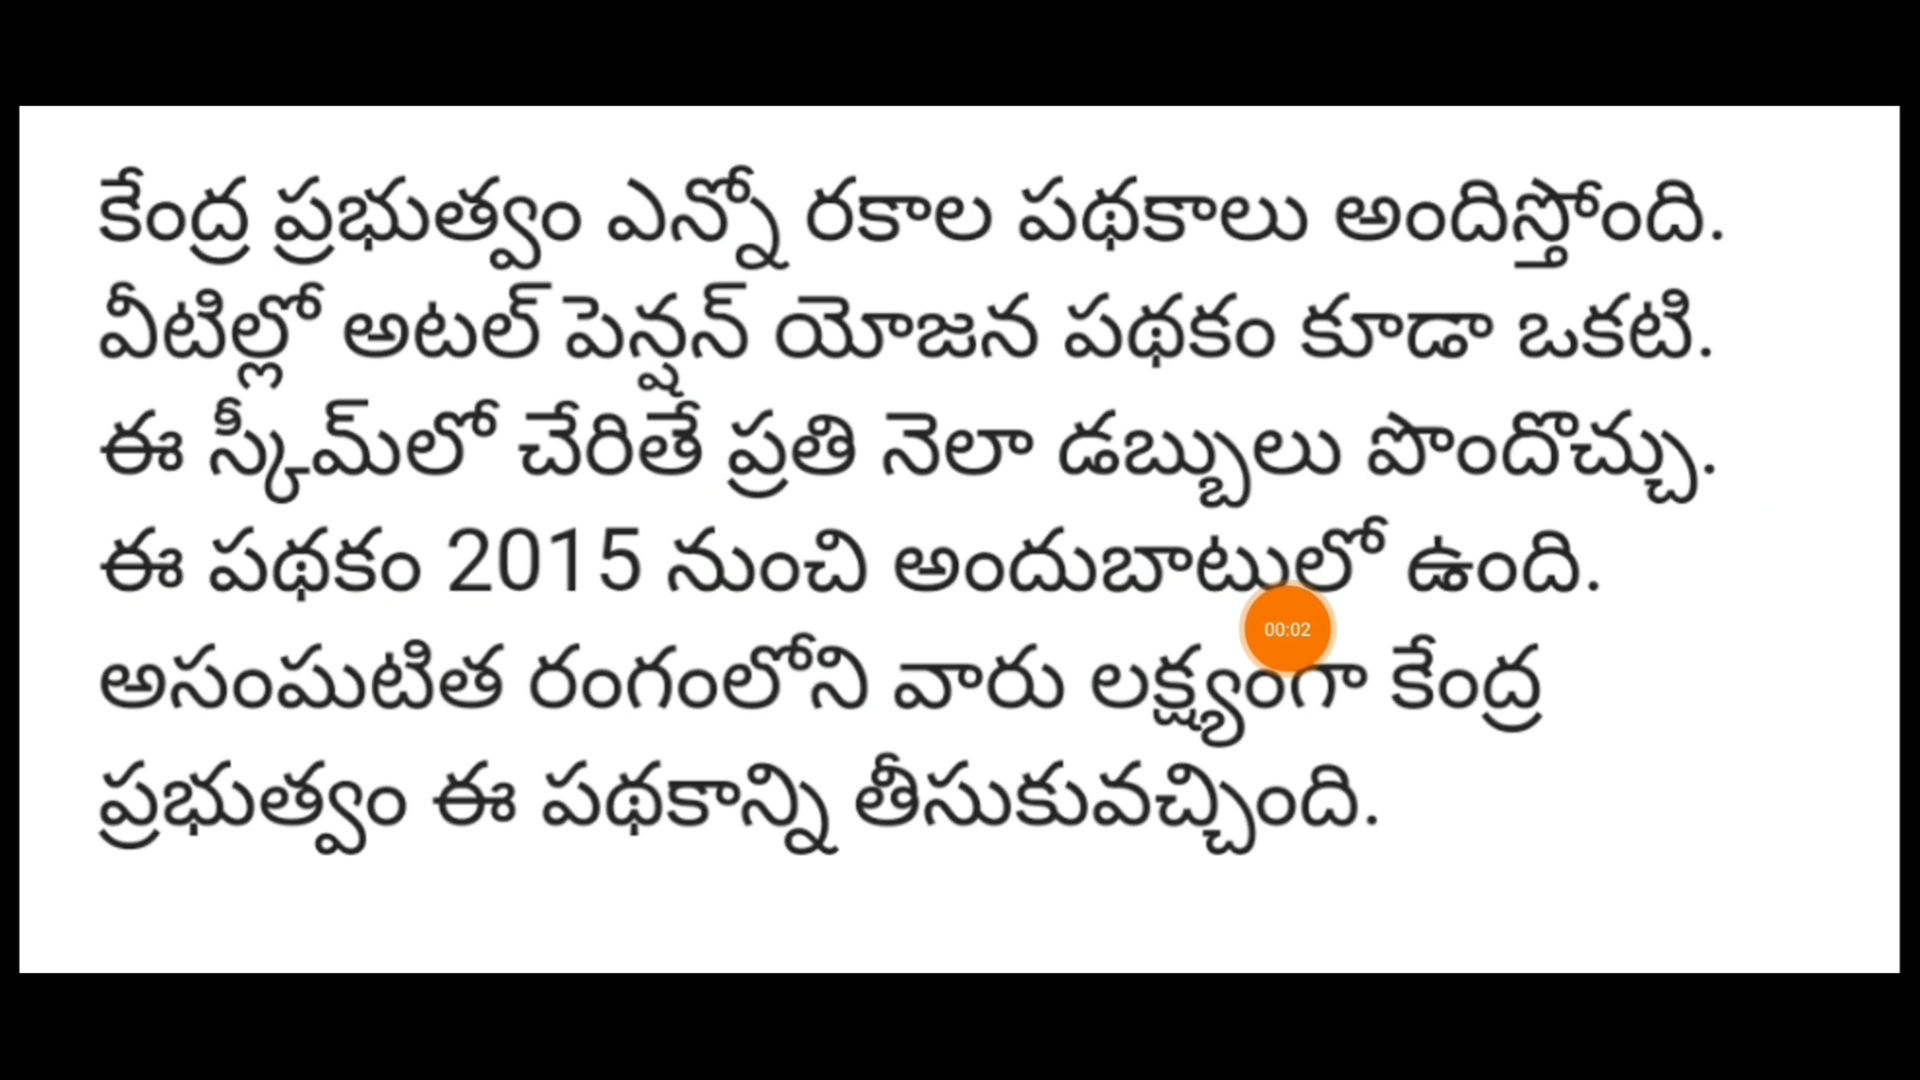 కేంద్ర ప్రభుత్వం ఎన్నో రకాల పథకాలు అందిస్తోంది.
వీటిల్లో అటల్ పెన్షన్ యోజన పథకం కూడా ఒకటి.
ఈ స్కీమ్‌లో చేరితే ప్రతి నెలా డబ్బులు పొందొచ్చు.
ఈ పథకం 2015 నుంచి అందుబాటులో ఉంది.
00:02
అసంఘటిత రంగంలోని వారు లక్ష్యంగా కేంద్ర
ప్రభుత్వం ఈ పథకాన్ని తీసుకువచ్చింది.